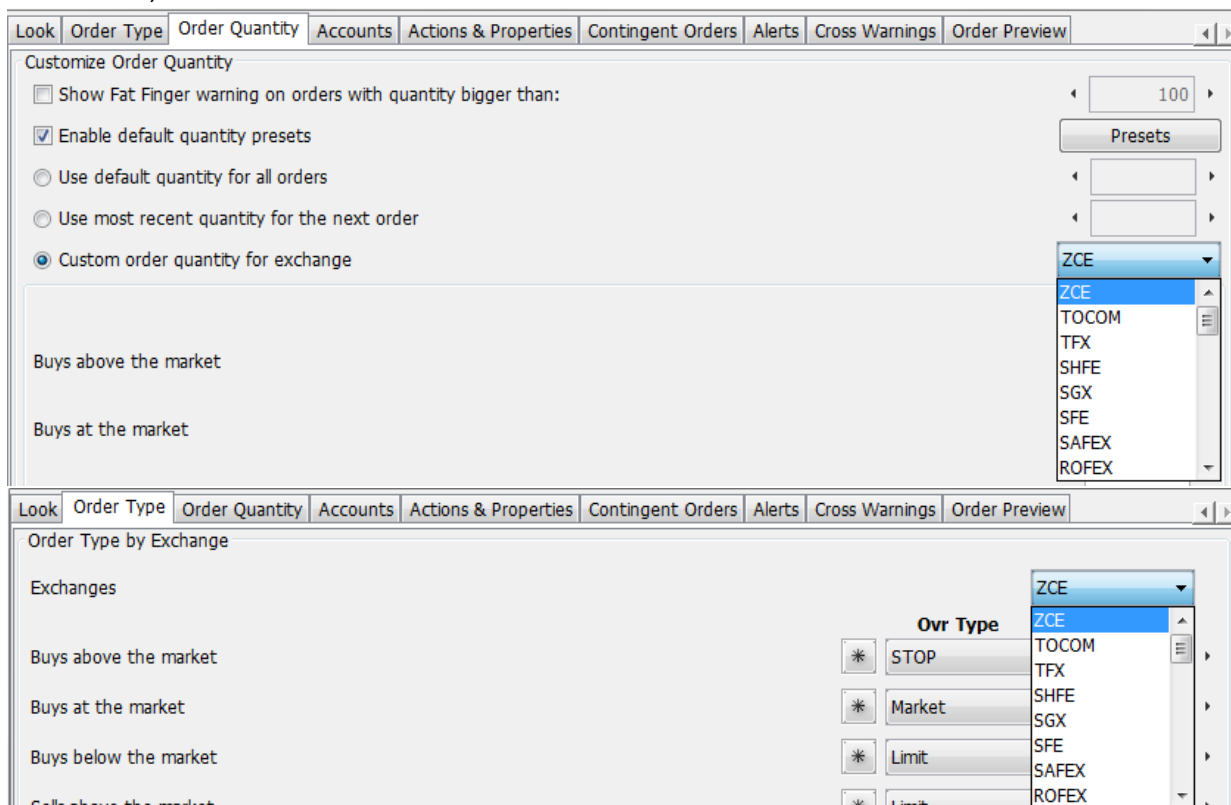 Look Order Type Order Quantity Accounts Actions & Properties Contingent Orders Alerts Cross Warnings Order Preview
Customize Order Quantity
Show Fat Finger warning on orders with quantity bigger than: 100
Enable default quantity presets Presets
Use default quantity for all orders
Use most recent quantity for the next order
Custom order quantity for exchange ZCE
ZCE
TOCOM
TFX
Buys above the market
SHFE
SGX
SFE
Buys at the market
SAFEX
ROFEX
Look Order Type Order Quantity Accounts Actions & Properties Contingent Orders Alerts Cross Warnings Order Preview
Order Type by Exchange
Exchanges ZCE
Ovr Type ZCE
Buys above the market STOP TOCOM
TFX
SHFE
Buys at the market Market
SGX
SFE
Buys below the market Limit
SAFEX
ROFEX